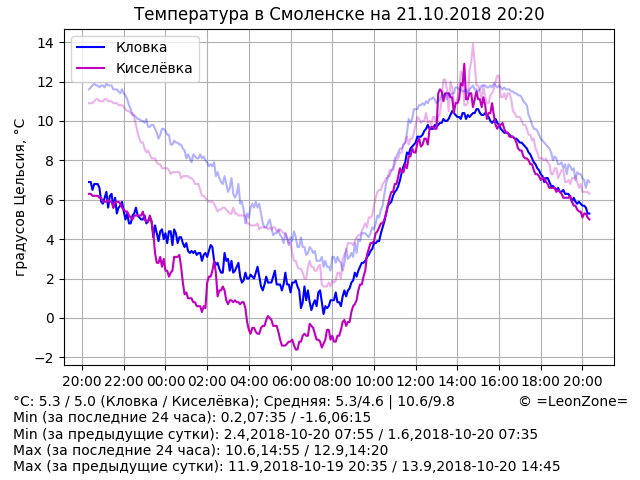 Температура в Смоленске на 21.10.2018 20:20
Кловка
Киселёвка
градусов Цельсия, °C
14
12
10
8
6
4
2
0
−2
20:00 22:00 00:00 02:00 04:00 06:00 08:00 10:00 12:00 14:00 16:00 18:00 20:00
°C: 5.3 / 5.0 (Кловка / Киселёвка); Средняя: 5.3/4.6 | 10.6/9.8 © =LeonZone=
Min (за последние 24 часа): 0.2,07:35 / -1.6,06:15
Min (за предыдущие сутки): 2.4,2018-10-20 07:55 / 1.6,2018-10-20 07:35
Max (за последние 24 часа): 10.6,14:55 / 12.9,14:20
Max (за предыдущие сутки): 11.9,2018-10-19 20:35 / 13.9,2018-10-20 14:45